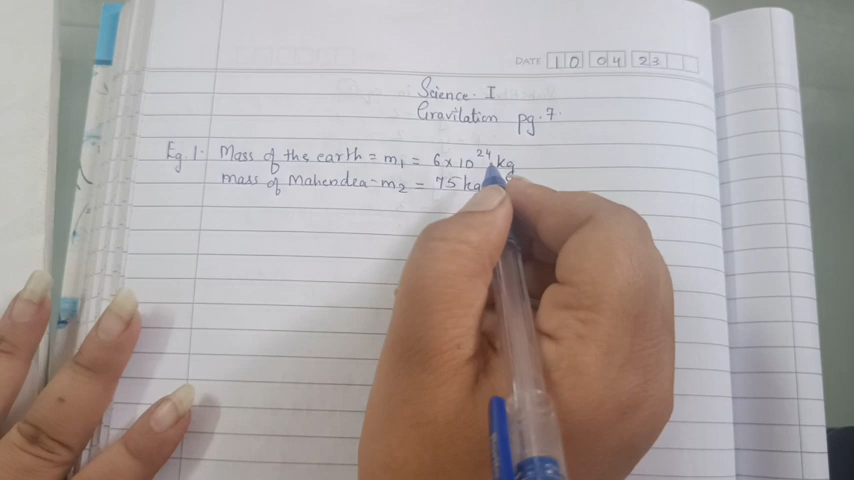 DATE 10 04 23
Science. I
Gravitation pg. 7.
Eg. 1. Mass of the earth = m₁ = 6 × 10²⁴ kg
mass of Mahendea = m₂ = 75 kg